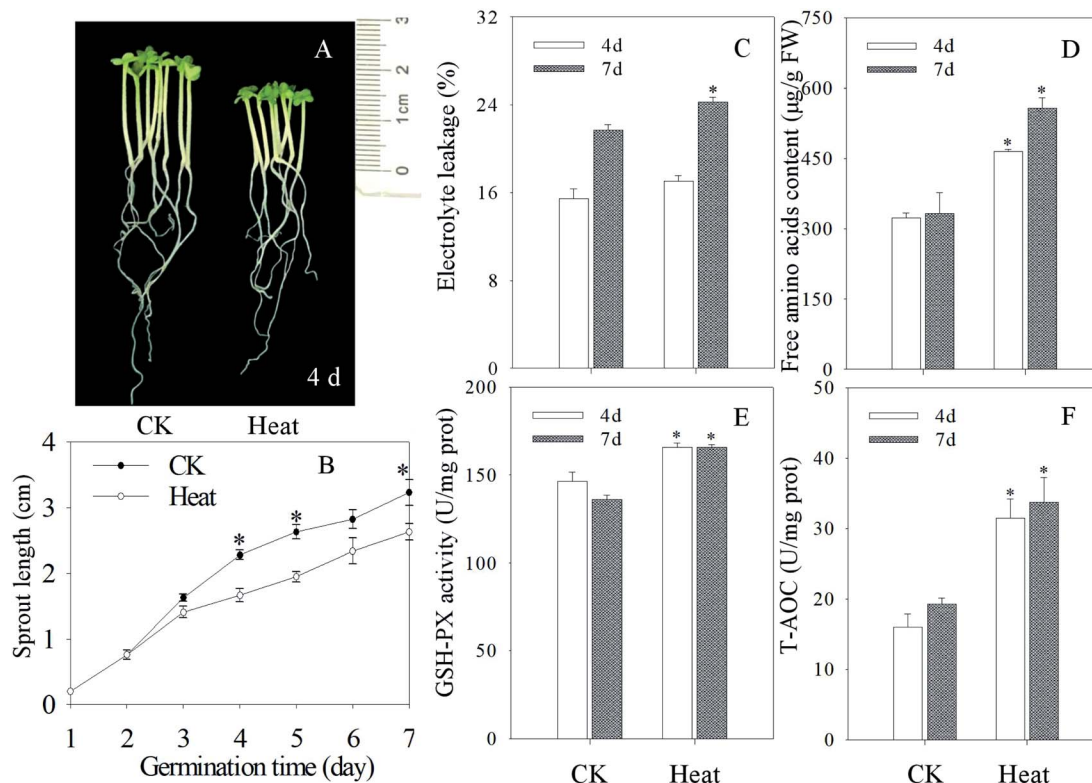 A
3
2
1cm
0
4 d
CK Heat
B
CK
Heat
*
*
*
Sprout length (cm)
4
3
2
1
0
1 2 3 4 5 6 7
Germination time (day)
C
4d
7d
*
Electrolyte leakage (%)
32
24
16
8
0
D
4d
7d
*
*
Free amino acids content (µg/g FW)
750
600
450
300
150
0
E
4d
7d
* *
GSH-PX activity (U/mg prot)
200
150
100
50
0
CK Heat
F
4d
7d
*
*
T-AOC (U/mg prot)
50
40
30
20
10
0
CK Heat